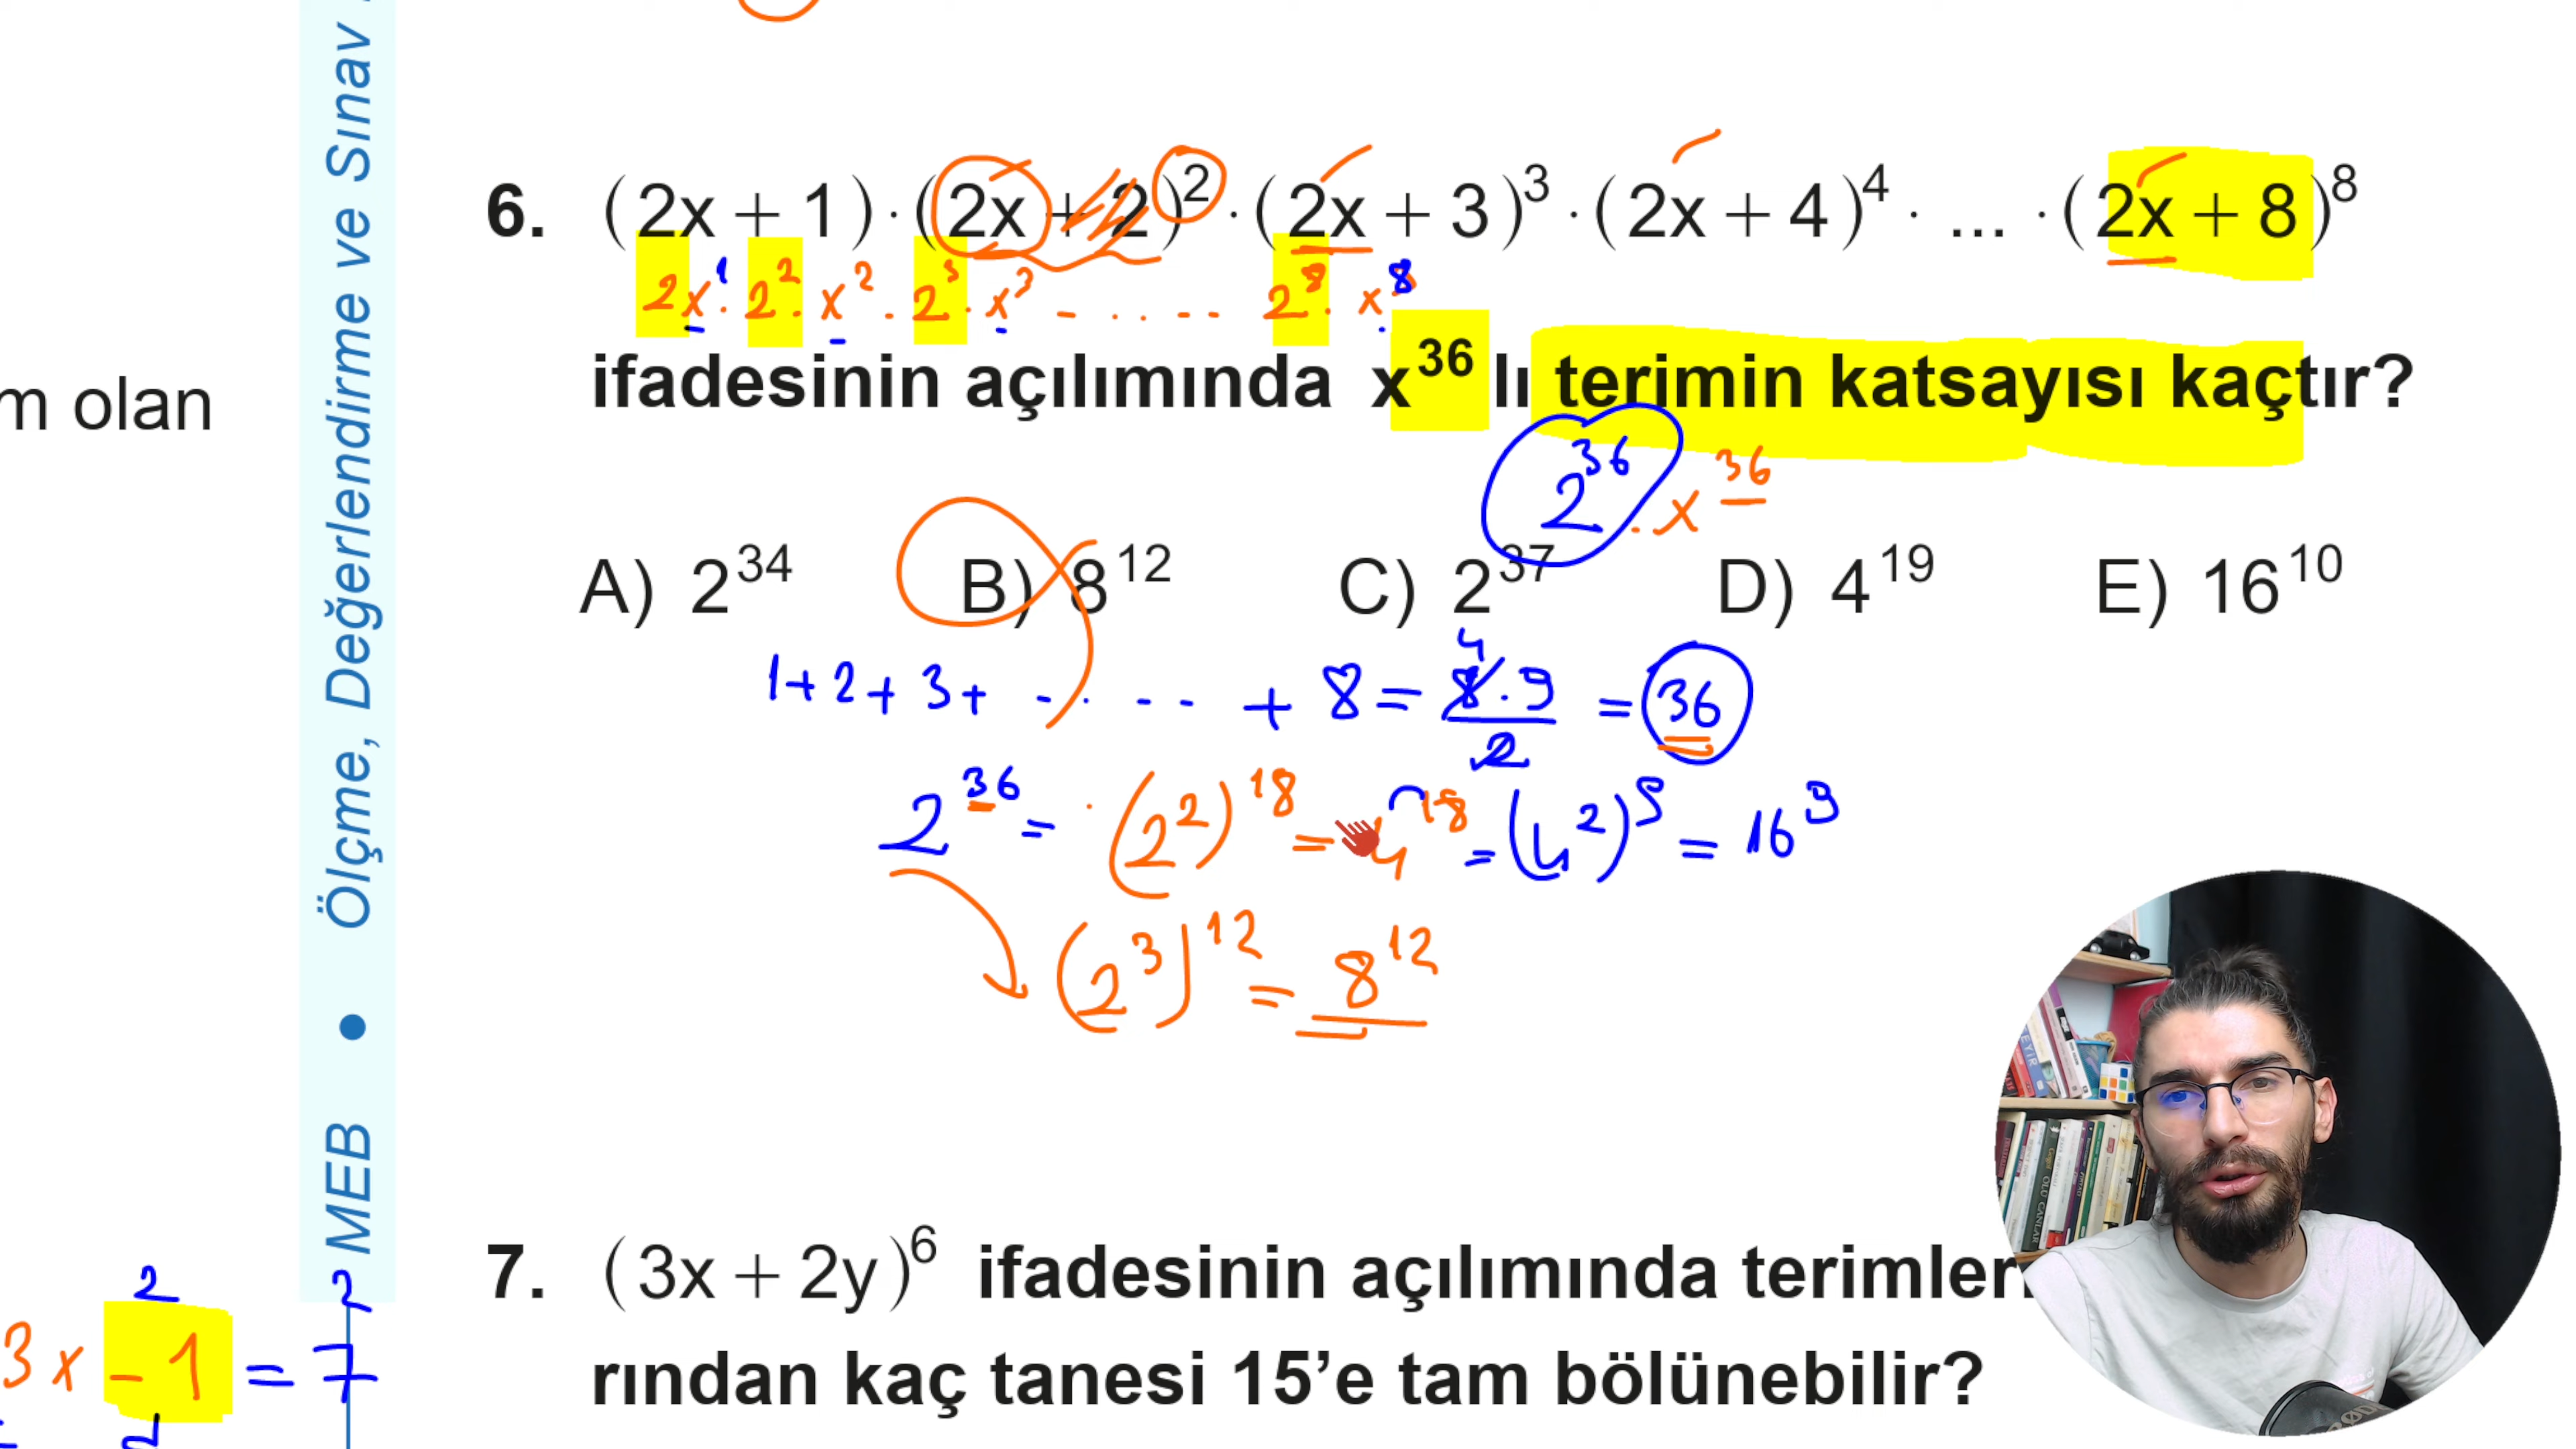 Ölçme, Değerlendirme ve Sınav
MEB •
m olan
6. (2x + 1) · (2x + 2)² · (2x + 3)³ · (2x + 4)⁴ · ... · (2x + 8)⁸
2x¹ · 2² · x² · 2³ · x³ - . . . - - 2⁸ · x⁸
ifadesinin açılımında x³⁶ lı terimin katsayısı kaçtır?
2³⁶ . x³⁶
A) 2³⁴ B) 8¹² C) 2³⁷ D) 4¹⁹ E) 16¹⁰
1 + 2 + 3 + - . - - + 8 = 8 . 9 / 2 = 36
4
2³⁶ = (2²)¹⁸ = 4¹⁸ = (4²)⁹ = 16⁹
(2³)¹² = 8¹²
7. (3x + 2y)⁶ ifadesinin açılımında terimler
rından kaç tanesi 15'e tam bölünebilir?
2 2
3x - 1 = 7